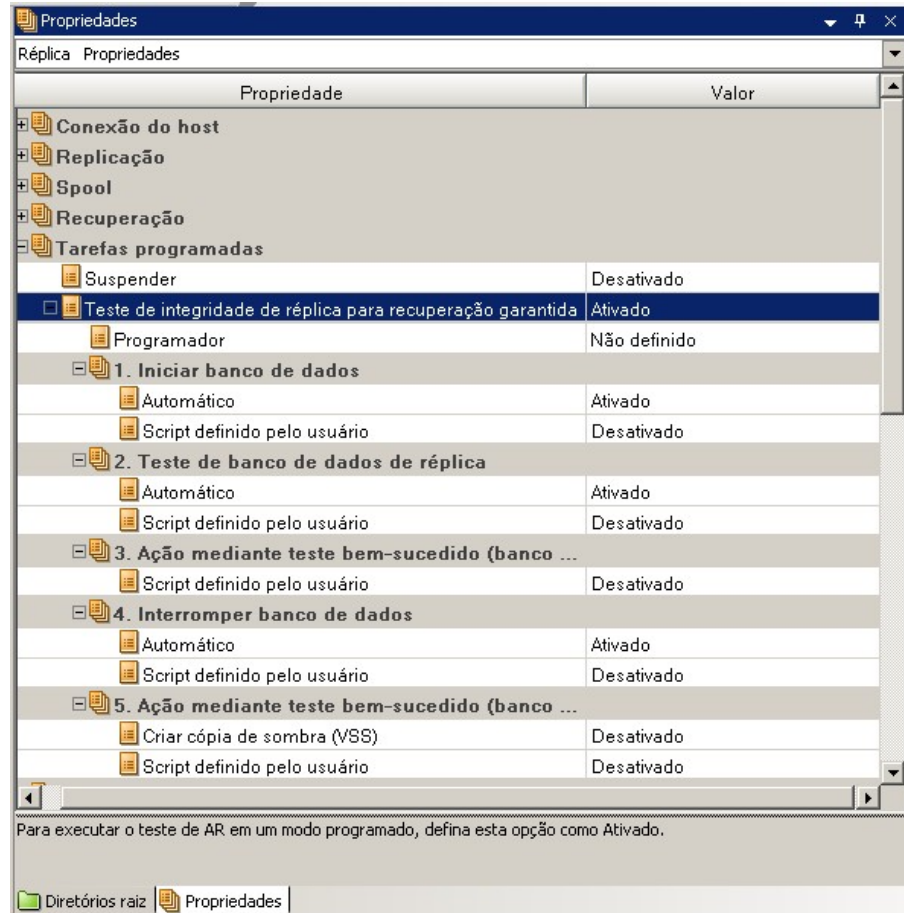 Propriedades
Réplica Propriedades
Propriedade Valor
Conexão do host
Replicação
Spool
Recuperação
Tarefas programadas
Suspender Desativado
Teste de integridade de réplica para recuperação garantida Ativado
Programador Não definido
1. Iniciar banco de dados
Automático Ativado
Script definido pelo usuário Desativado
2. Teste de banco de dados de réplica
Automático Ativado
Script definido pelo usuário Desativado
3. Ação mediante teste bem-sucedido (banco ...
Script definido pelo usuário Desativado
4. Interromper banco de dados
Automático Ativado
Script definido pelo usuário Desativado
5. Ação mediante teste bem-sucedido (banco ...
Criar cópia de sombra (VSS) Desativado
Script definido pelo usuário Desativado
Para executar o teste de AR em um modo programado, defina esta opção como Ativado.
Diretórios raiz Propriedades